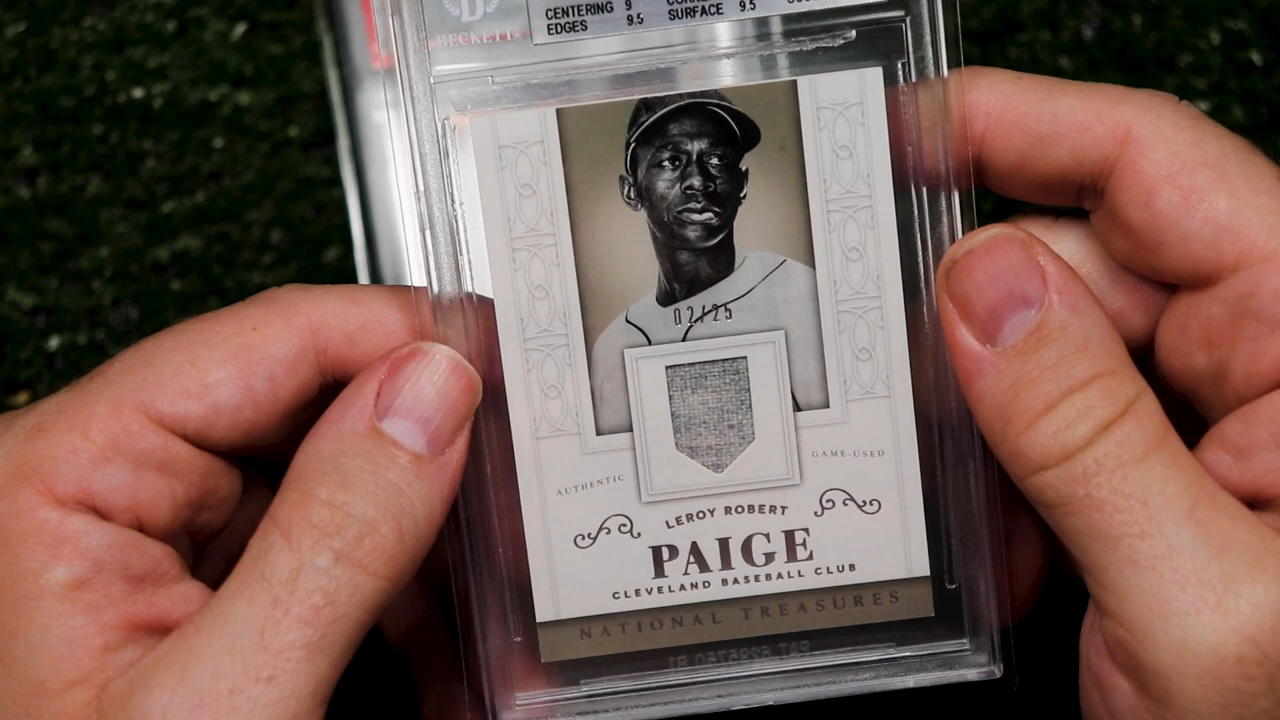 BECKETT
CENTERING 9
EDGES 9.5
SURFACE 9.5
02/25
AUTHENTIC
GAME-USED
LEROY ROBERT
PAIGE
CLEVELAND BASEBALL CLUB
NATIONAL TREASURES